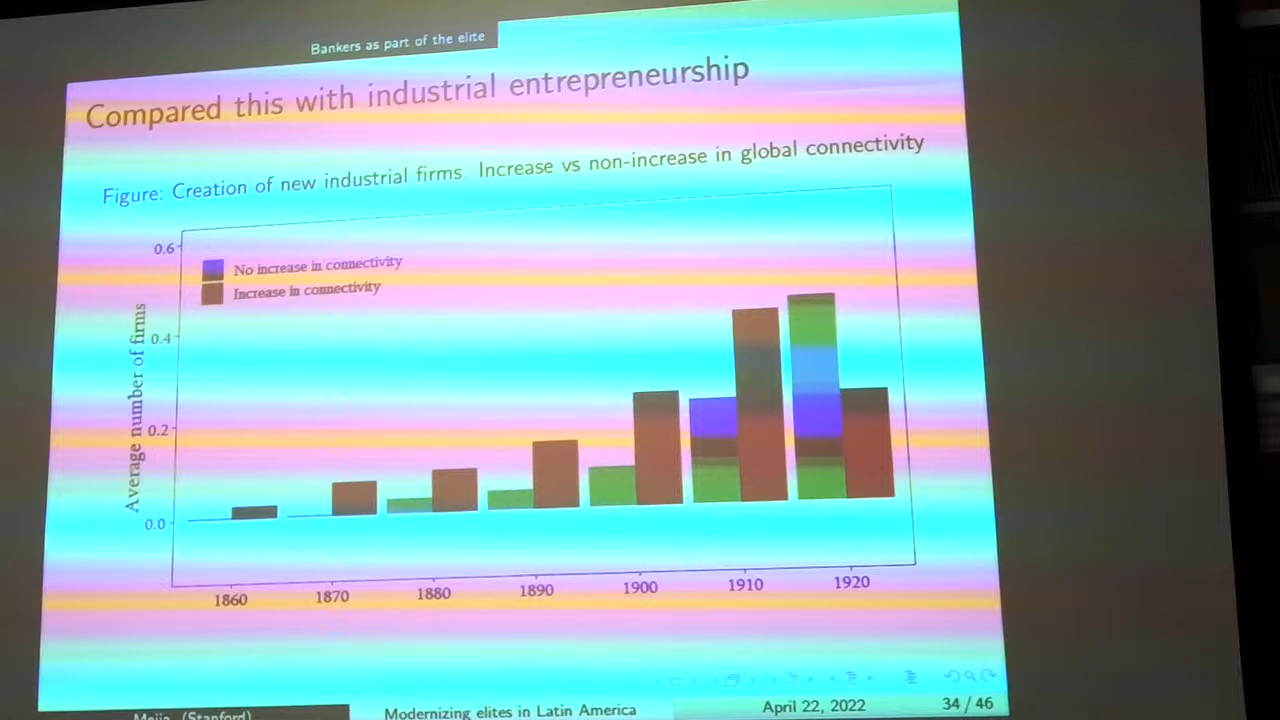 Bankers as part of the elite
Compared this with industrial entrepreneurship
Figure: Creation of new industrial firms. Increase vs non-increase in global connectivity
0.6
No increase in connectivity
Increase in connectivity
0.4
0.2
0.0
Average number of firms
1860 1870 1880 1890 1900 1910 1920
Mejia (Stanford) Modernizing elites in Latin America April 22, 2022 34 / 46